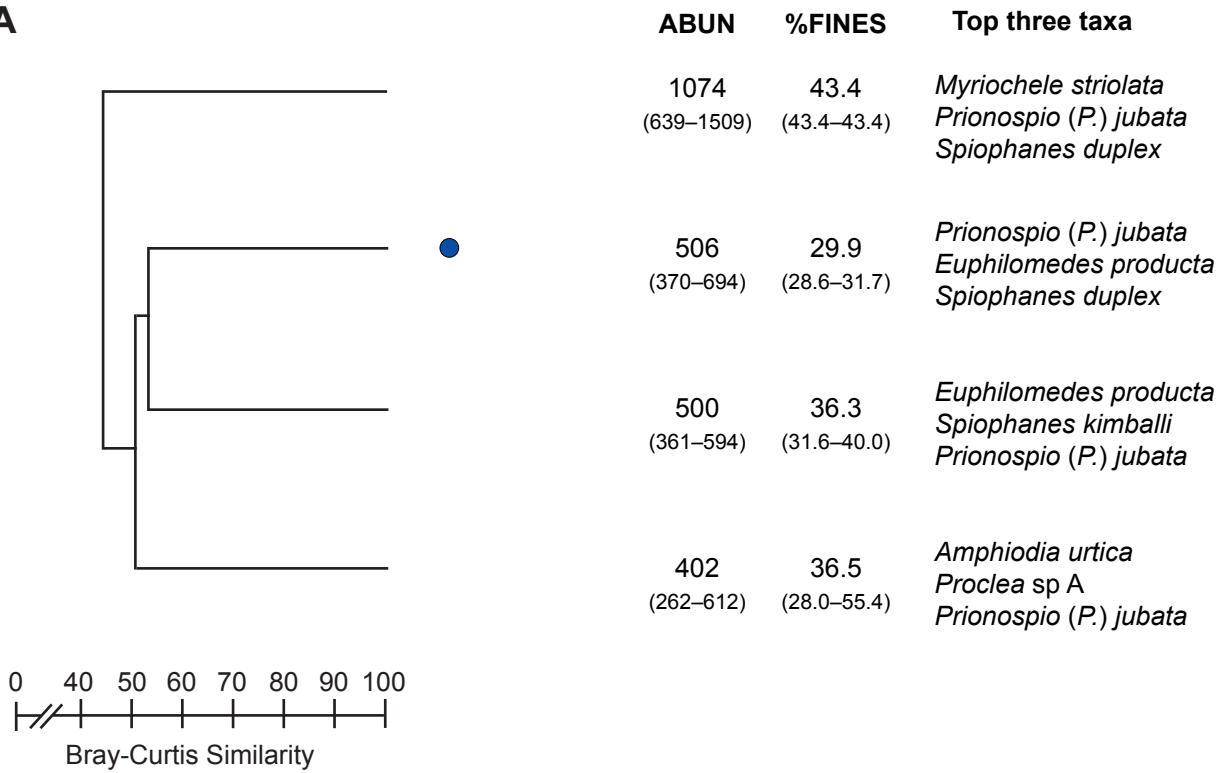 A
ABUN %FINES Top three taxa
1074 43.4 Myriochele striolata
(639–1509) (43.4–43.4) Prionospio (P.) jubata
Spiophanes duplex
506 29.9 Prionospio (P.) jubata
(370–694) (28.6–31.7) Euphilomedes producta
Spiophanes duplex
500 36.3 Euphilomedes producta
(361–594) (31.6–40.0) Spiophanes kimballi
Prionospio (P.) jubata
402 36.5 Amphiodia urtica
(262–612) (28.0–55.4) Proclea sp A
Prionospio (P.) jubata
0 40 50 60 70 80 90 100
Bray-Curtis Similarity